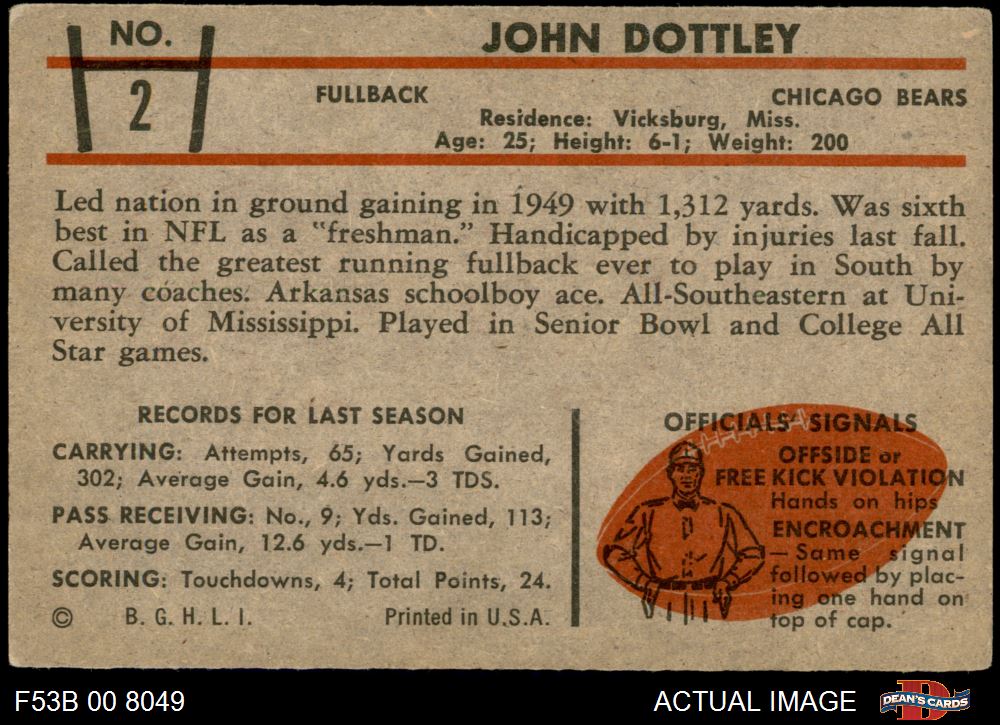 NO.
2
JOHN DOTTLEY
FULLBACK
CHICAGO BEARS
Residence: Vicksburg, Miss.
Age: 25; Height: 6-1; Weight: 200
Led nation in ground gaining in 1949 with 1,312 yards. Was sixth
best in NFL as a "freshman." Handicapped by injuries last fall.
Called the greatest running fullback ever to play in South by
many coaches. Arkansas schoolboy ace. All-Southeastern at Uni-
versity of Mississippi. Played in Senior Bowl and College All
Star games.
RECORDS FOR LAST SEASON
CARRYING: Attempts, 65; Yards Gained,
302; Average Gain, 4.6 yds.—3 TDS.
PASS RECEIVING: No., 9; Yds. Gained, 113;
Average Gain, 12.6 yds.—1 TD.
SCORING: Touchdowns, 4; Total Points, 24.
© B. G. H. L. I. Printed in U.S.A.
OFFICIALS' SIGNALS
OFFSIDE or
FREE KICK VIOLATION
Hands on hips
ENCROACHMENT
— Same signal
followed by plac-
ing one hand on
top of cap.
F53B 00 8049
ACTUAL IMAGE
DEAN'S CARDS